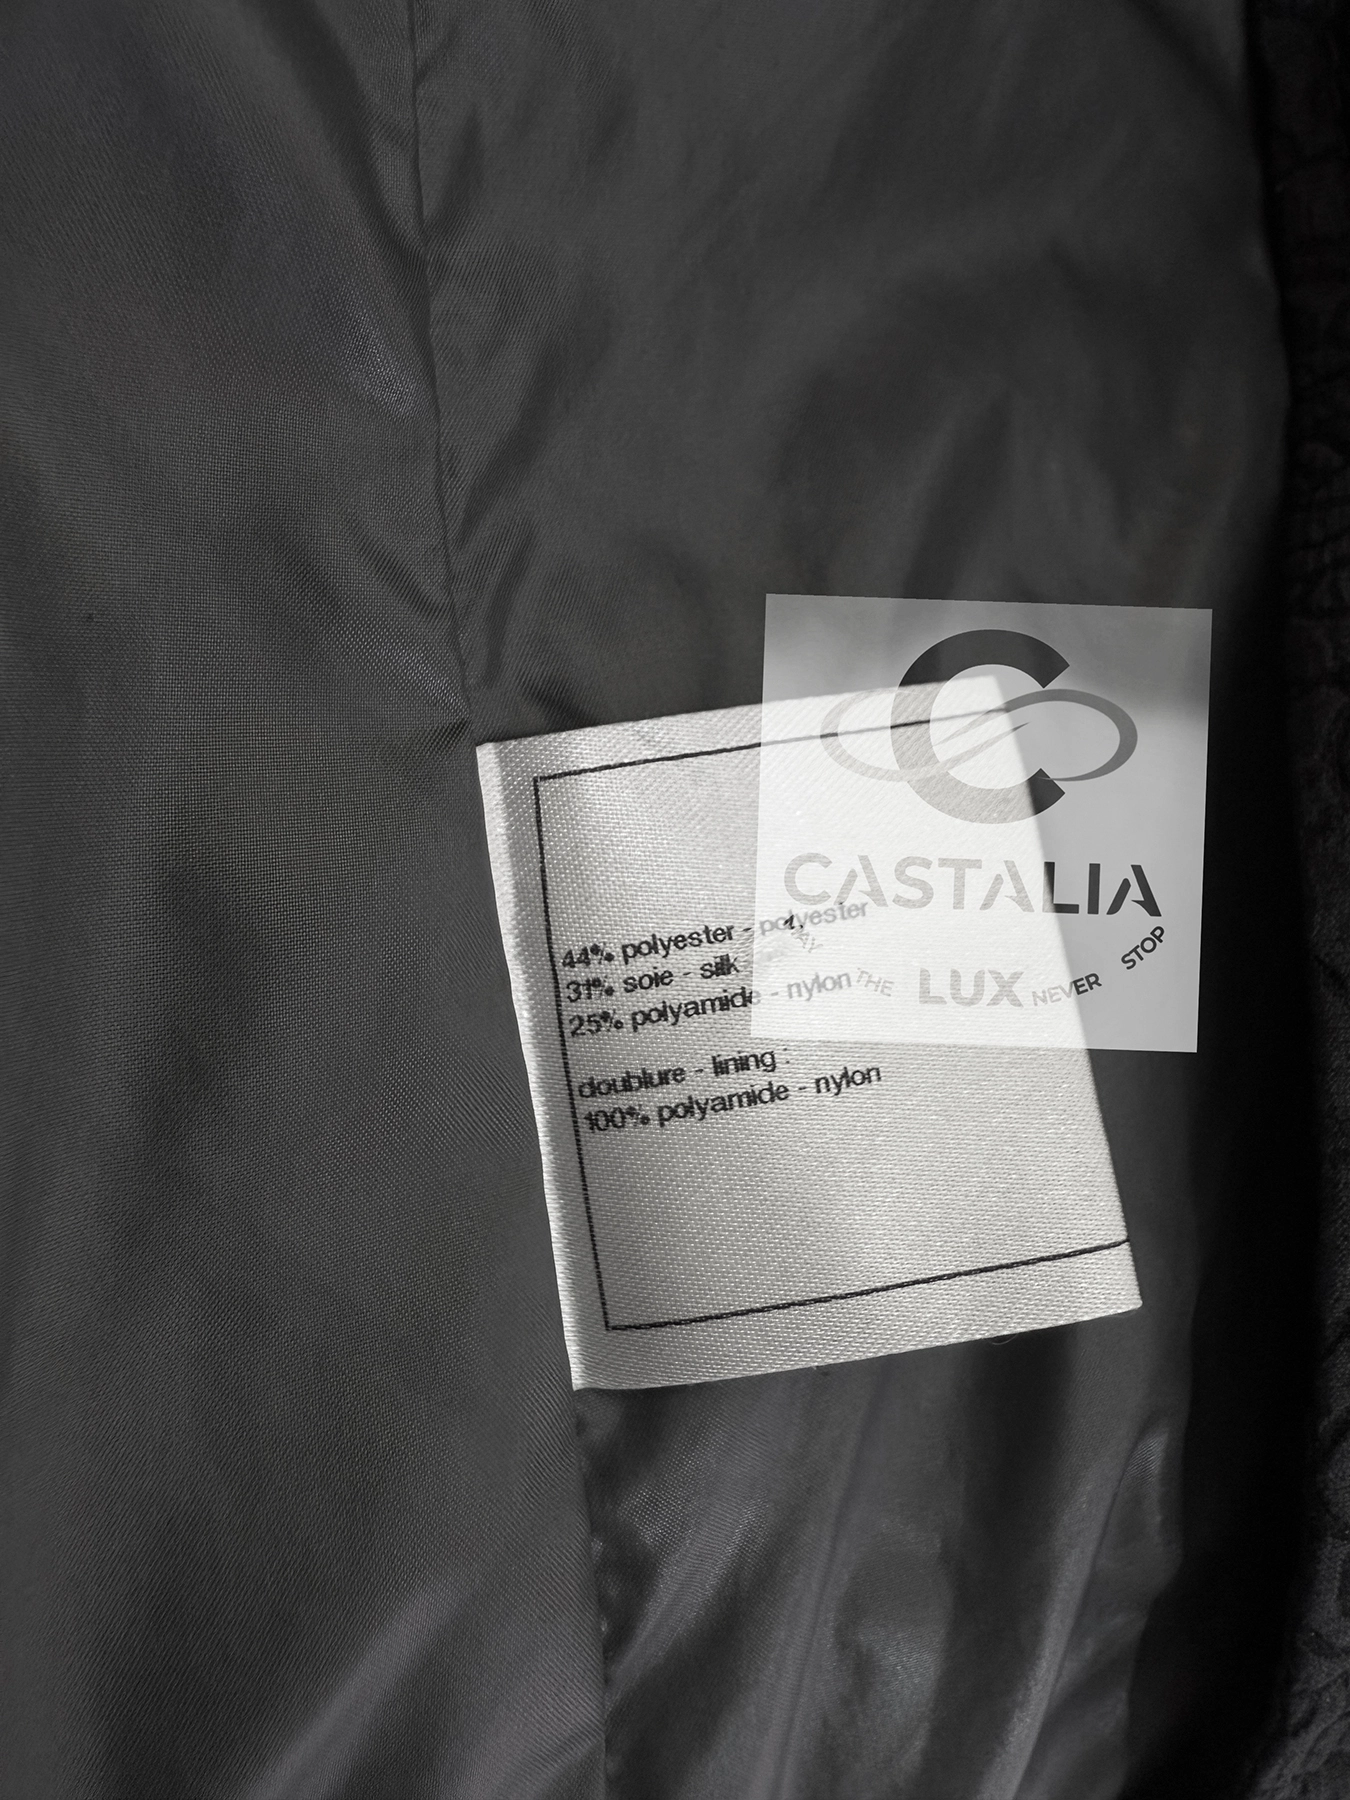 CASTALIA
THE LUX NEVER STOP
44% polyester - polyester
31% soie - silk
25% polyamide - nylon
doublure - lining :
100% polyamide - nylon